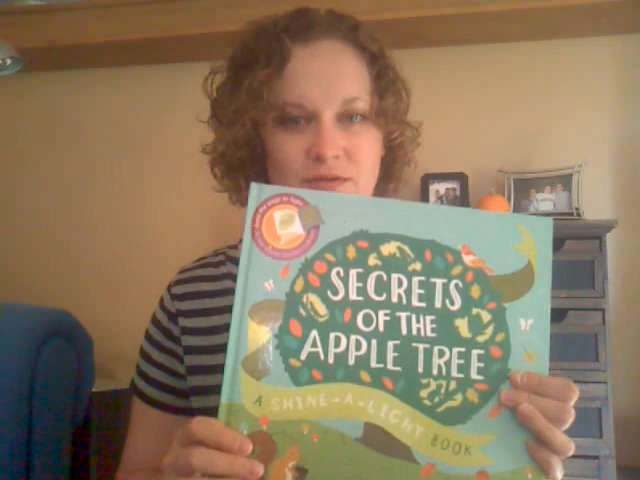 SECRETS
OF THE
APPLE TREE
A SHINE-A-LIGHT BOOK